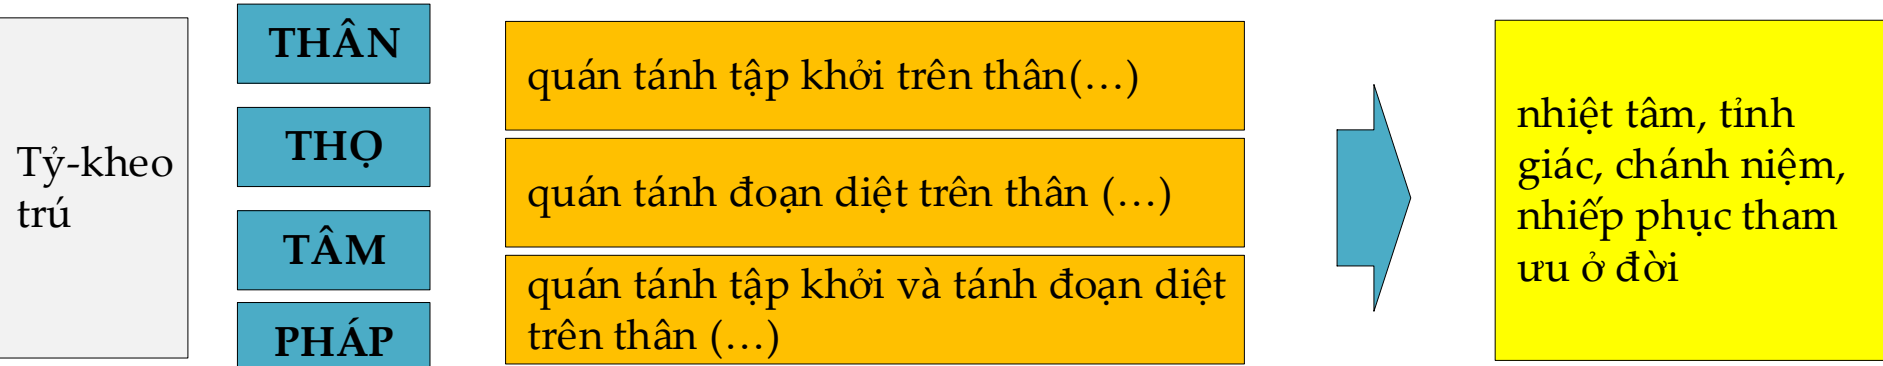 Tỷ-kheo
trú
THÂN
THỌ
TÂM
PHÁP
quán tánh tập khởi trên thân(…)
quán tánh đoạn diệt trên thân (…)
quán tánh tập khởi và tánh đoạn diệt
trên thân (…)
nhiệt tâm, tỉnh
giác, chánh niệm,
nhiếp phục tham
ưu ở đời